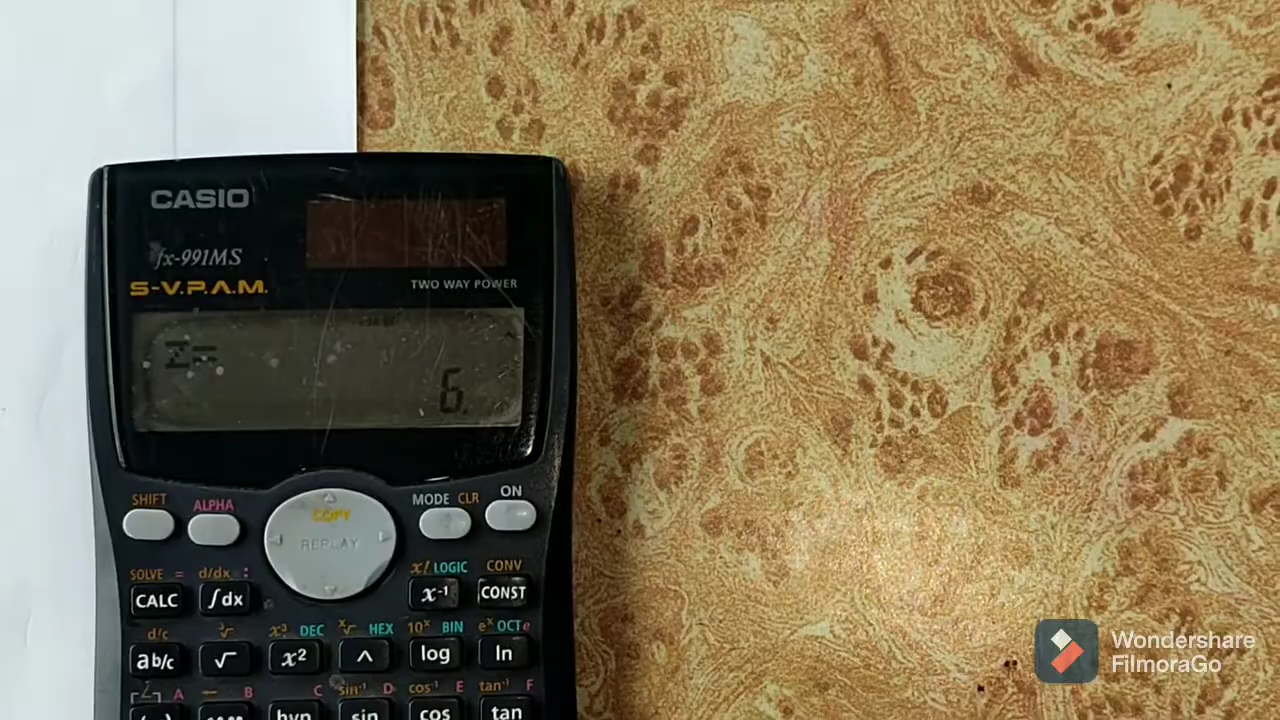 CASIO
fx-991MS
S-V.P.A.M.
TWO WAY POWER
Z=
6.
SHIFT ALPHA MODE CLR ON
COPY
REPLAY
SOLVE = d/dx : x! LOGIC CONV
CALC ∫dx x⁻¹ CONST
d/c ³√ x³ DEC ˣ√ HEX 10ˣ BIN eˣ OCT e
ab/c √ x² ^ log ln
A B C sin⁻¹ D cos⁻¹ E tan⁻¹ F
hyp sin cos tan
Wondershare
FilmoraGo